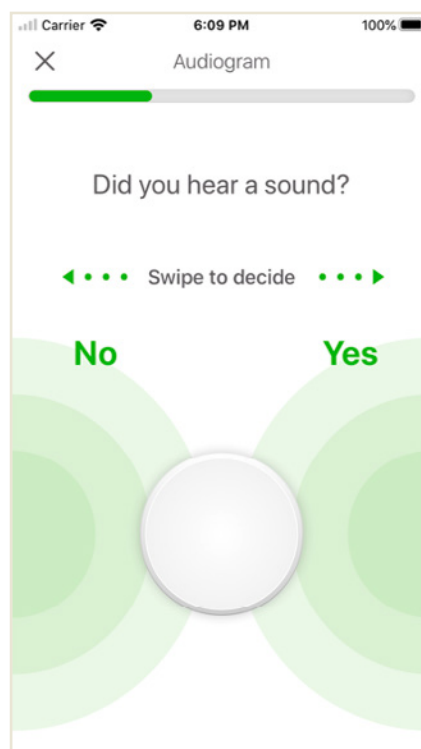 Carrier 6:09 PM 100%
Audiogram
Did you hear a sound?
Swipe to decide
No Yes